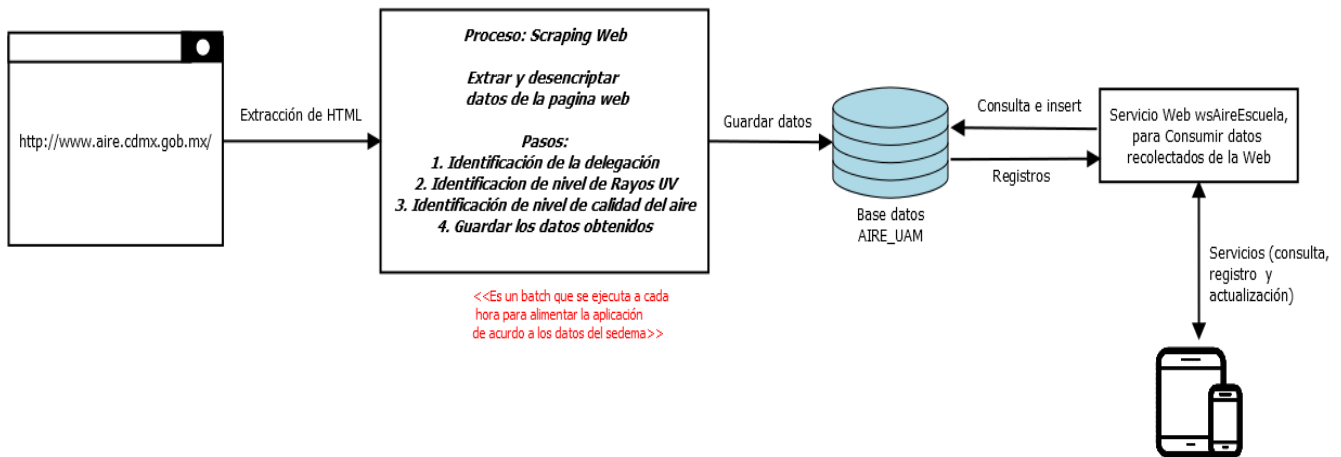 http://www.aire.cdmx.gob.mx/
Extracción de HTML
Proceso: Scraping Web
Extrar y desencriptar
datos de la pagina web
Pasos:
1. Identificación de la delegación
2. Identificacion de nivel de Rayos UV
3. Identificación de nivel de calidad del aire
4. Guardar los datos obtenidos
<<Es un batch que se ejecuta a cada
hora para alimentar la aplicación
de acurdo a los datos del sedema>>
Guardar datos
Base datos
AIRE_UAM
Consulta e insert
Registros
Servicio Web wsAireEscuela,
para Consumir datos
recolectados de la Web
Servicios (consulta,
registro y
actualización)